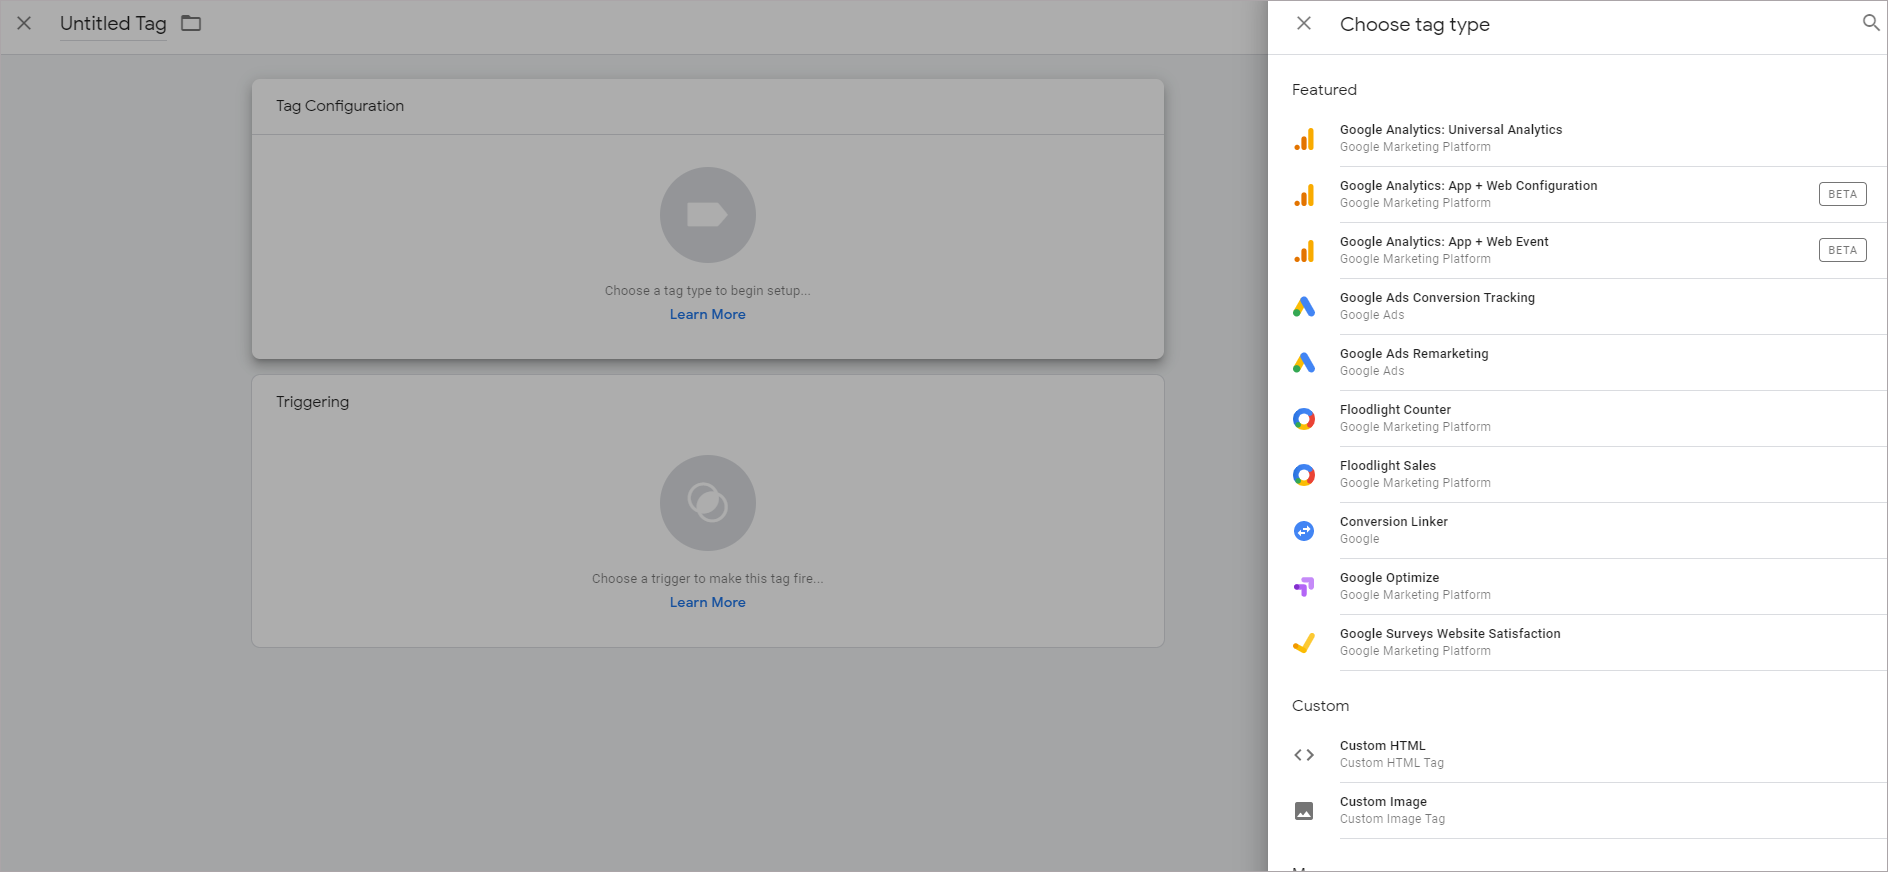 Untitled Tag
Tag Configuration
Choose a tag type to begin setup...
Learn More
Triggering
Choose a trigger to make this tag fire...
Learn More
Choose tag type
Featured
Google Analytics: Universal Analytics
Google Marketing Platform
Google Analytics: App + Web Configuration
Google Marketing Platform
BETA
Google Analytics: App + Web Event
Google Marketing Platform
BETA
Google Ads Conversion Tracking
Google Ads
Google Ads Remarketing
Google Ads
Floodlight Counter
Google Marketing Platform
Floodlight Sales
Google Marketing Platform
Conversion Linker
Google
Google Optimize
Google Marketing Platform
Google Surveys Website Satisfaction
Google Marketing Platform
Custom
Custom HTML
Custom HTML Tag
Custom Image
Custom Image Tag